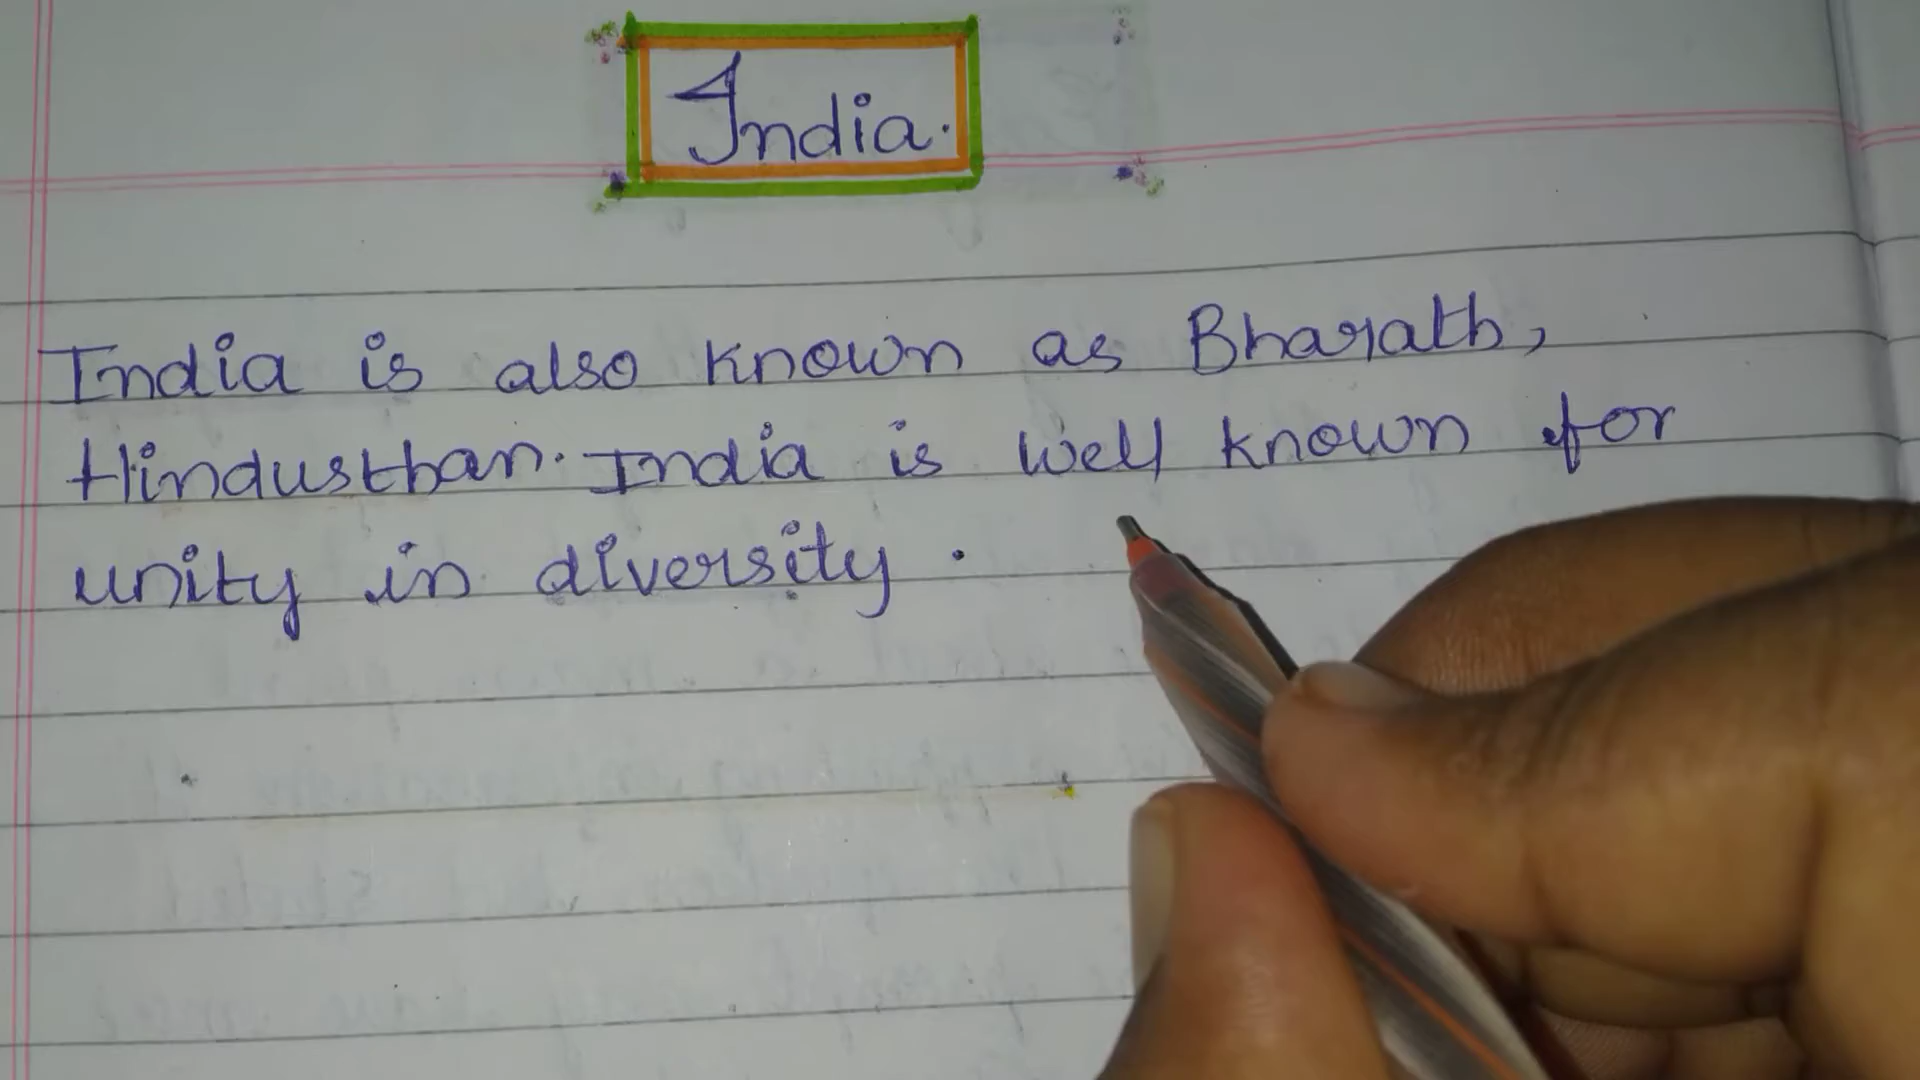 India.
India is also known as Bharath,
Hindusthan. India is well known for
unity in diversity.